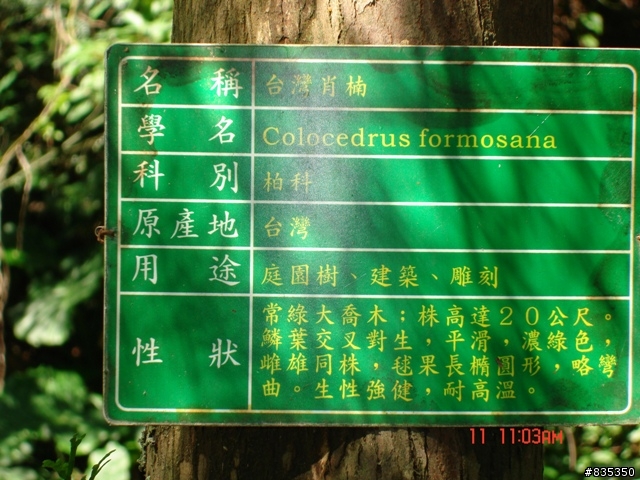 名稱 台灣肖楠
學名 Colocedrus formosana
科別 柏科
原產地 台灣
用途 庭園樹、建築、雕刻
性狀 常綠大喬木：株高達２０公尺。
鱗葉交叉對生，平滑，濃綠色，
雌雄同株，毬果長橢圓形，略彎
曲。生性強健，耐高溫。
11 11:03AM
#835350